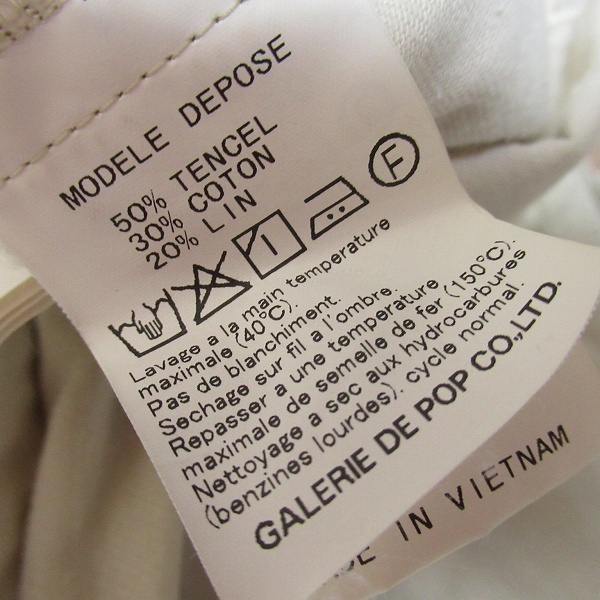 MODELE DEPOSE
50% TENCEL
30% COTON
20% LIN
F
Lavage a la main temperature
maximale (40°C).
Pas de blanchiment.
Sechage sur fil a l'ombre.
Repasser a une temperature
maximale de semelle de fer (150°C).
Nettoyage a sec aux hydrocarbures
(benzines lourdes). cycle normal.
GALERIE DE POP CO.,LTD.
IN VIETNAM